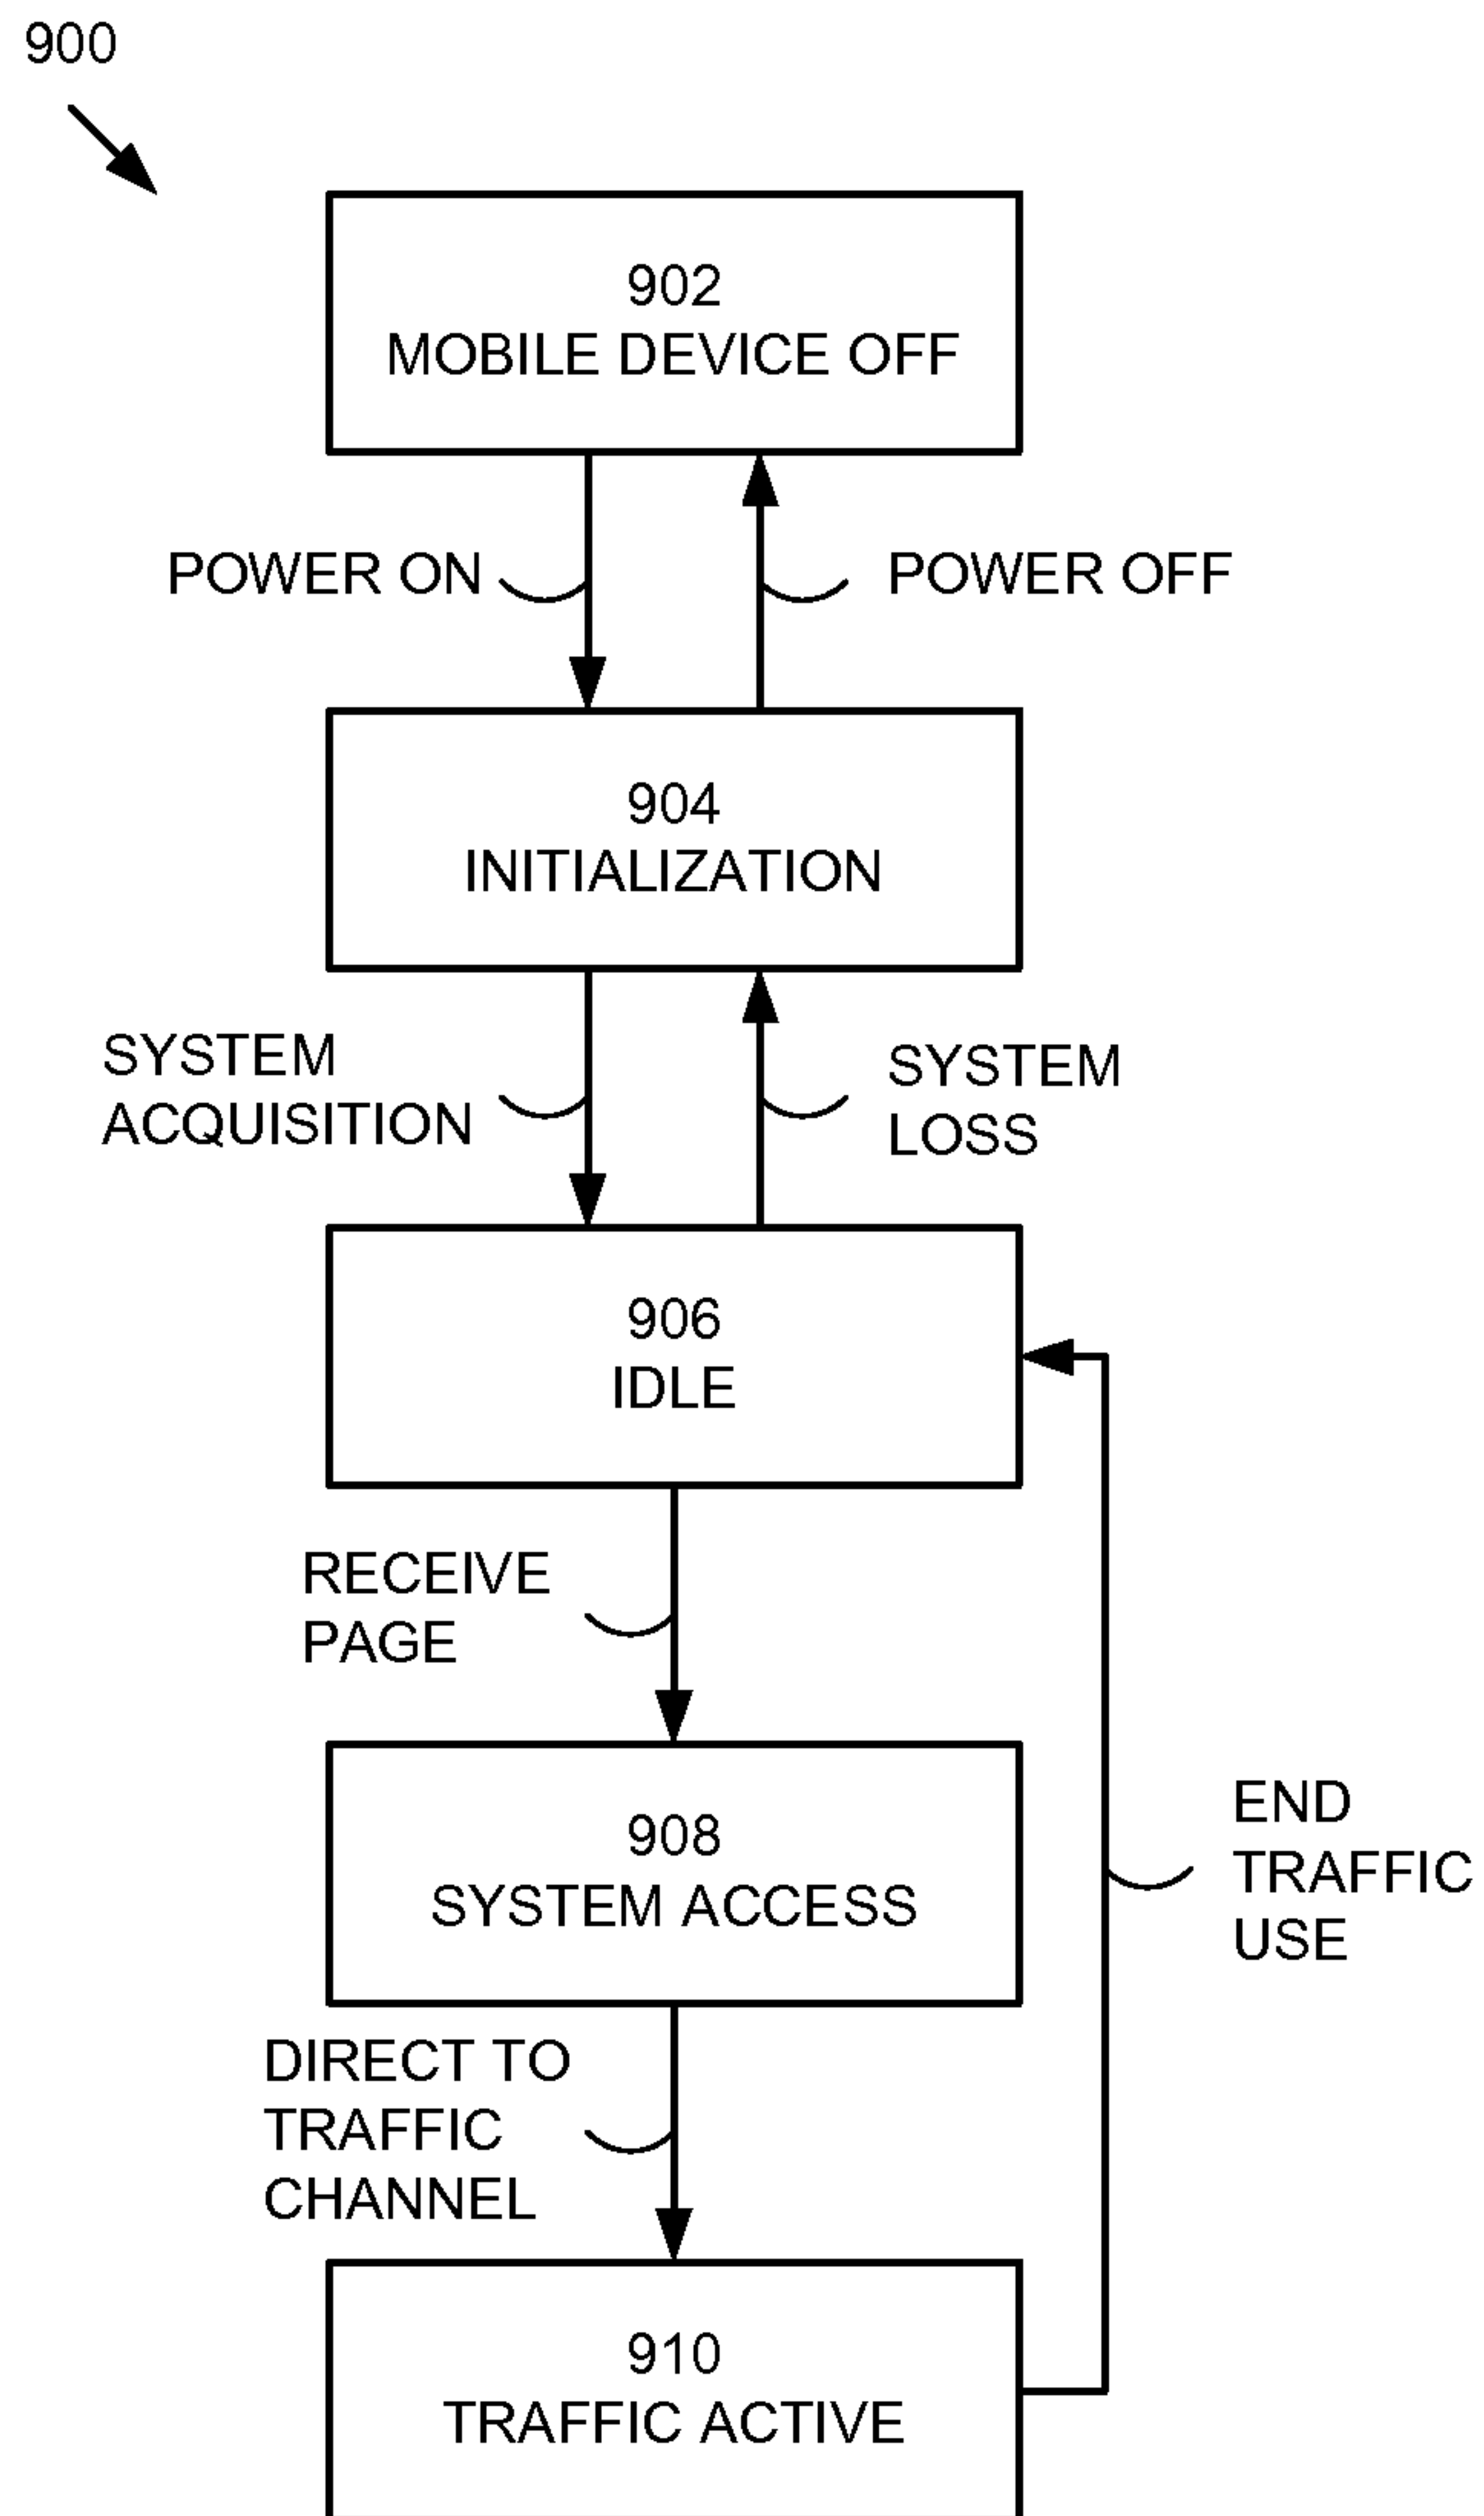 900
902
MOBILE DEVICE OFF
POWER ON
POWER OFF
904
INITIALIZATION
SYSTEM
ACQUISITION
SYSTEM
LOSS
906
IDLE
RECEIVE
PAGE
908
SYSTEM ACCESS
END
TRAFFIC
USE
DIRECT TO
TRAFFIC
CHANNEL
910
TRAFFIC ACTIVE